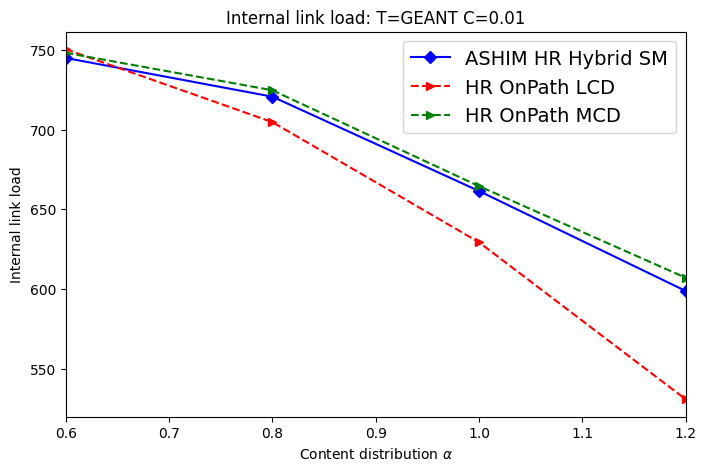 Internal link load: T=GEANT C=0.01
ASHIM HR Hybrid SM
HR OnPath LCD
HR OnPath MCD
Internal link load
750
700
650
600
550
0.6
0.7
0.8
0.9
1.0
1.1
1.2
Content distribution α